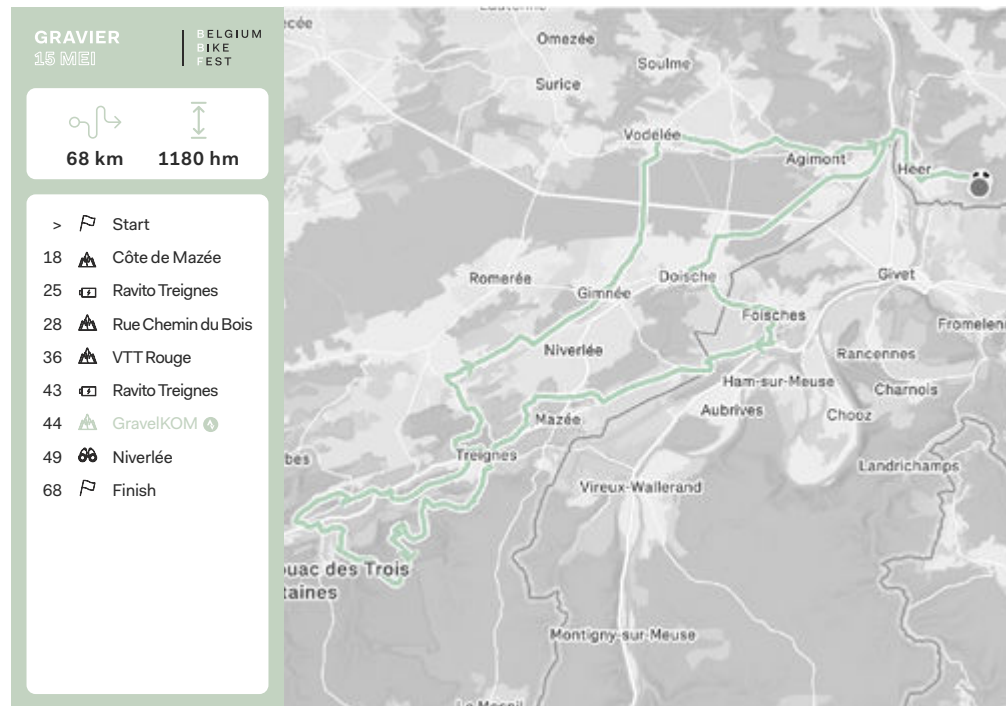 GRAVIER
15 MEI
BELGIUM
BIKE
FEST
68 km
1180 hm
> Start
18 Côte de Mazée
25 Ravito Treignes
28 Rue Chemin du Bois
36 VTT Rouge
43 Ravito Treignes
44 GravelKOM
49 Niverlée
68 Finish
Omezée
Soulme
Surice
Vodelée
Agimont
Heer
Romerée
Doische
Givet
Gimnée
Foisches
Fromelen
Niverlée
Rancennes
Ham-sur-Meuse
Charnois
Aubrives
Chooz
Mazée
Treignes
bes
Landrichamps
Vireux-Wallerand
uac des Trois
taines
Montigny-sur-Meuse